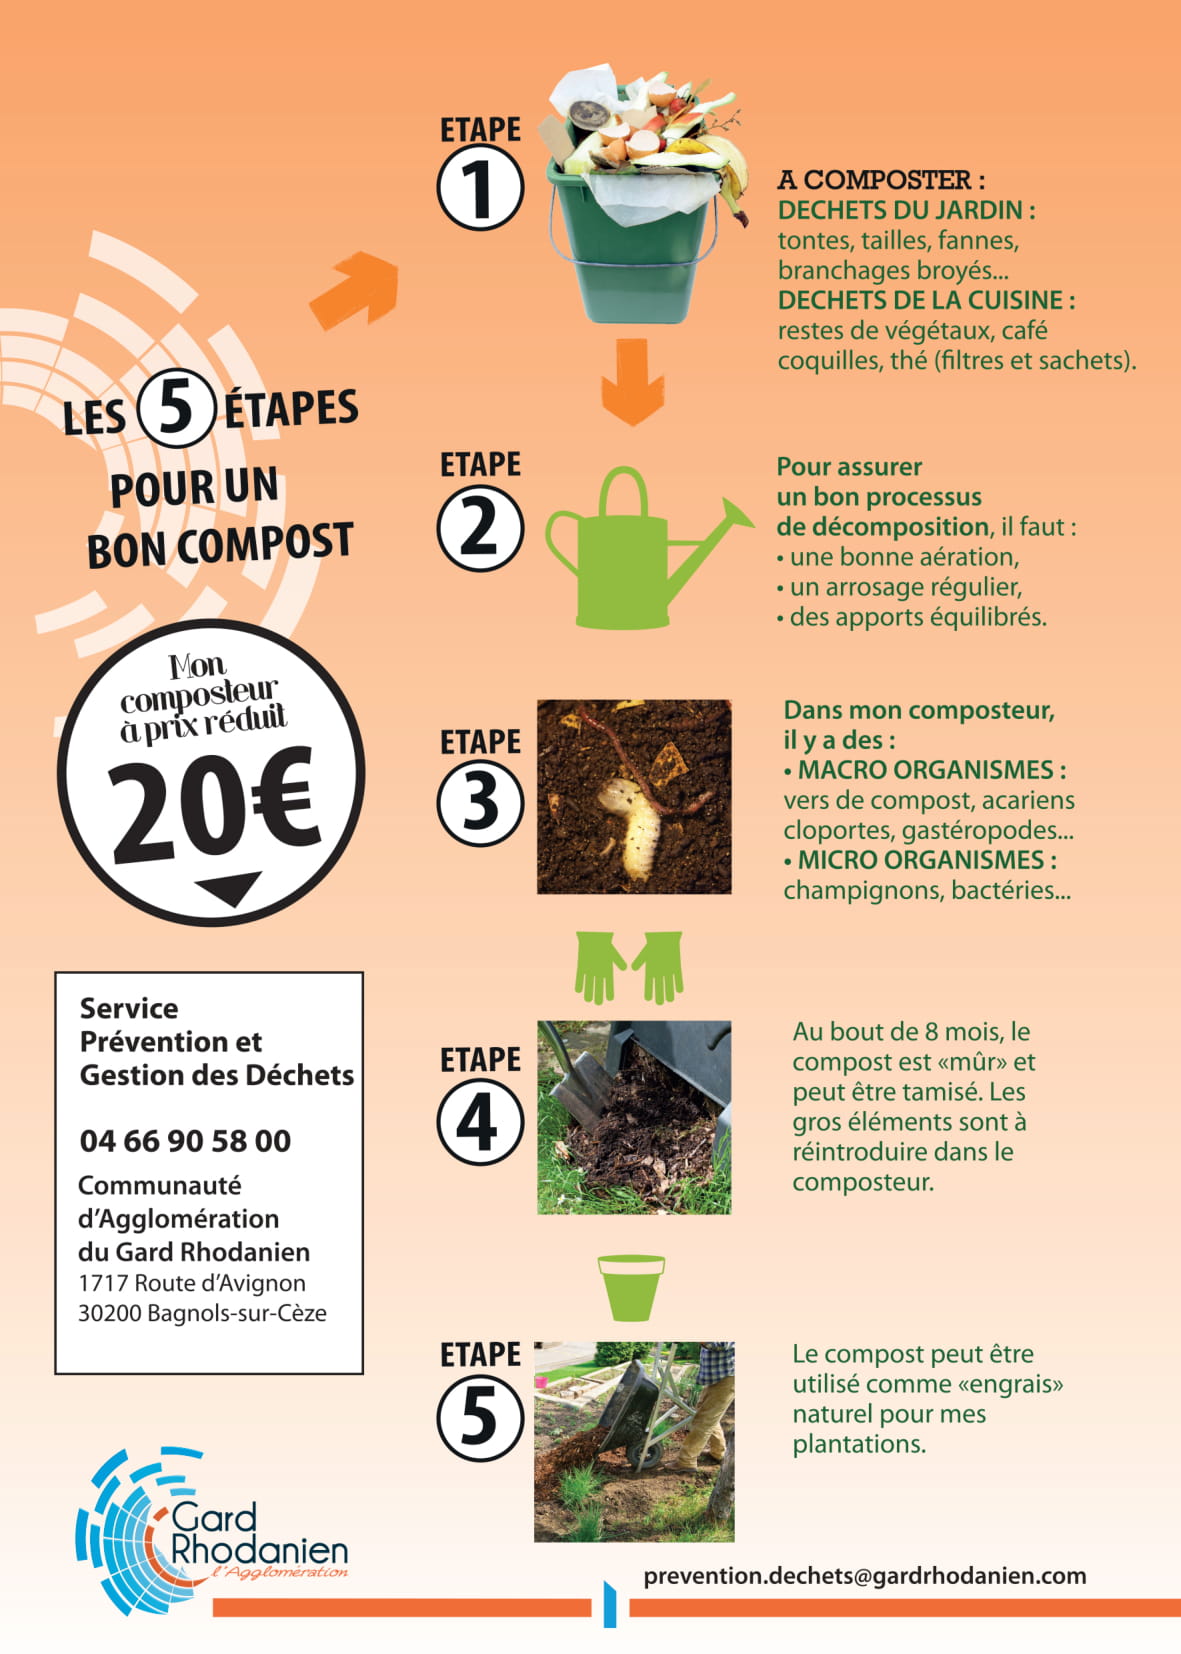 LES 5 ÉTAPES
POUR UN
BON COMPOST
Mon
composteur
à prix réduit
20€
Service
Prévention et
Gestion des Déchets
04 66 90 58 00
Communauté
d'Agglomération
du Gard Rhodanien
1717 Route d'Avignon
30200 Bagnols-sur-Cèze
ETAPE
1
A COMPOSTER :
DECHETS DU JARDIN :
tontes, tailles, fannes,
branchages broyés...
DECHETS DE LA CUISINE :
restes de végétaux, café
coquilles, thé (filtres et sachets).
ETAPE
2
Pour assurer
un bon processus
de décomposition, il faut :
• une bonne aération,
• un arrosage régulier,
• des apports équilibrés.
ETAPE
3
Dans mon composteur,
il y a des :
• MACRO ORGANISMES :
vers de compost, acariens
cloportes, gastéropodes...
• MICRO ORGANISMES :
champignons, bactéries...
ETAPE
4
Au bout de 8 mois, le
compost est «mûr» et
peut être tamisé. Les
gros éléments sont à
réintroduire dans le
composteur.
ETAPE
5
Le compost peut être
utilisé comme «engrais»
naturel pour mes
plantations.
Gard
Rhodanien
l'Agglomération
prevention.dechets@gardrhodanien.com